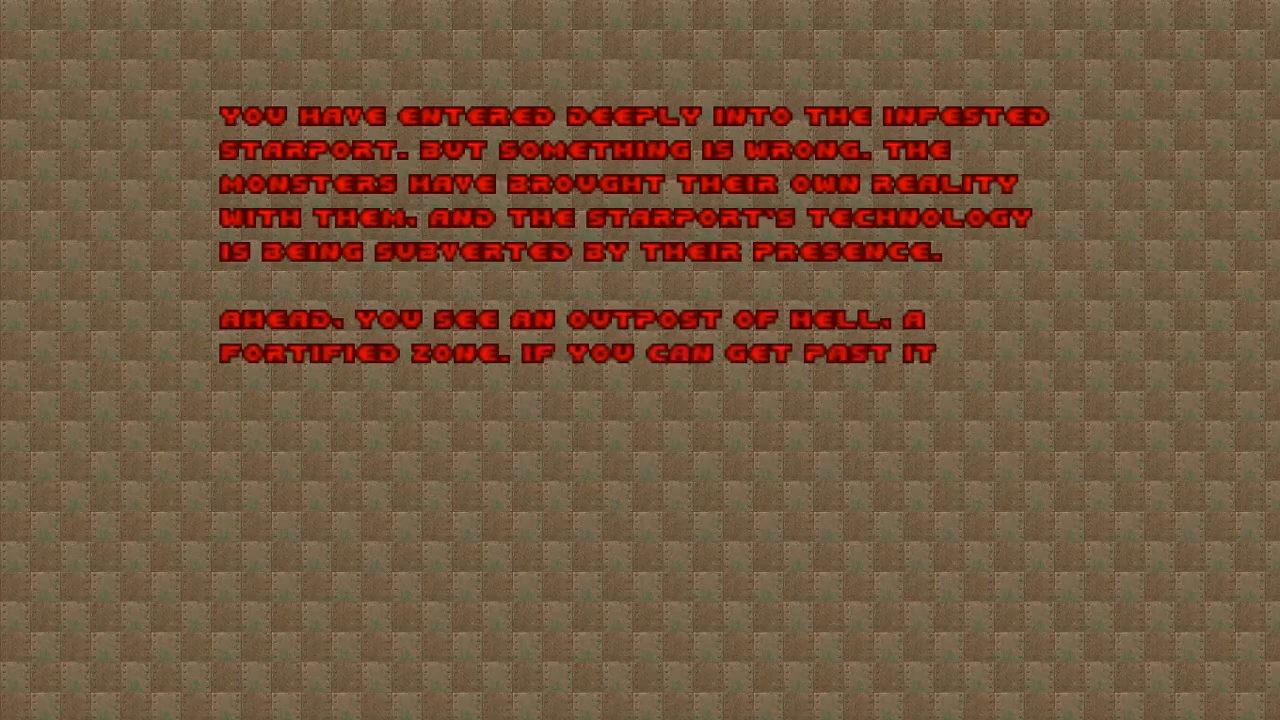 YOU HAVE ENTERED DEEPLY INTO THE INFESTED
STARPORT. BUT SOMETHING IS WRONG. THE
MONSTERS HAVE BROUGHT THEIR OWN REALITY
WITH THEM, AND THE STARPORT'S TECHNOLOGY
IS BEING SUBVERTED BY THEIR PRESENCE.
AHEAD, YOU SEE AN OUTPOST OF HELL, A
FORTIFIED ZONE. IF YOU CAN GET PAST IT